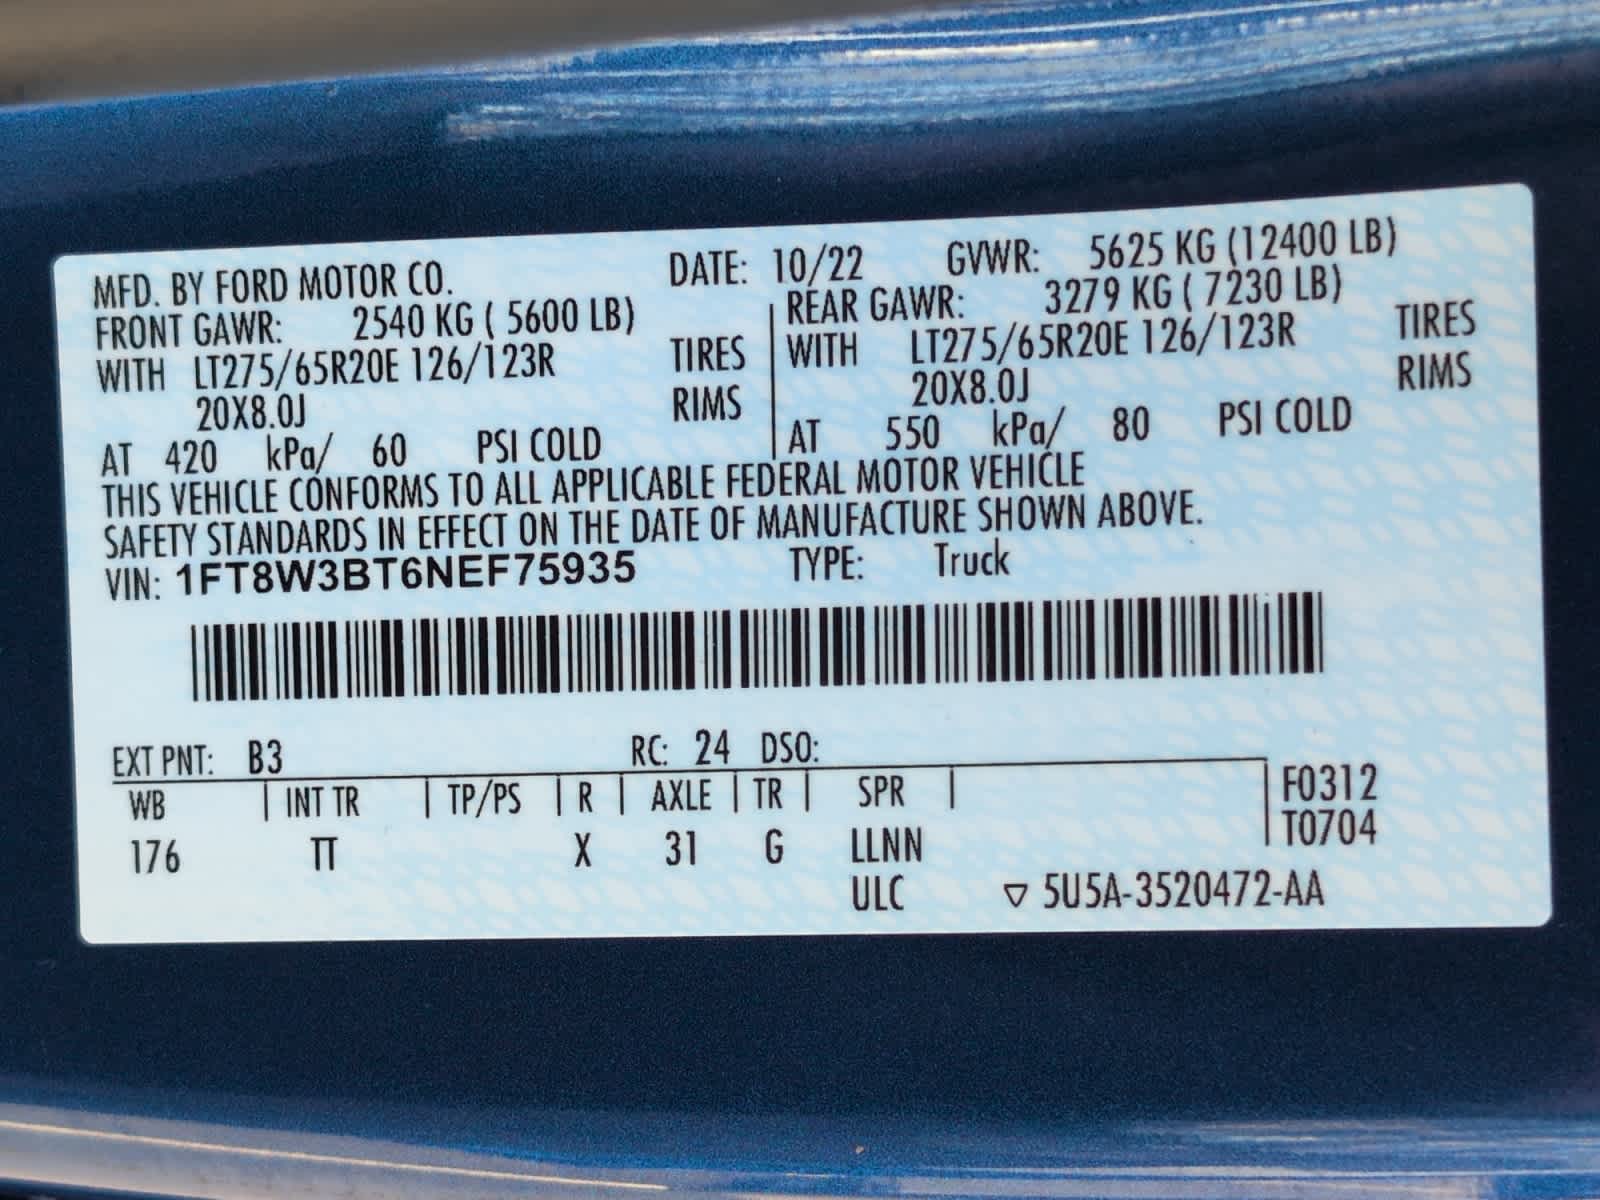 MFD. BY FORD MOTOR CO. DATE: 10/22 GVWR: 5625 KG (12400 LB)
FRONT GAWR: 2540 KG ( 5600 LB) REAR GAWR: 3279 KG ( 7230 LB)
WITH LT275/65R20E 126/123R TIRES WITH LT275/65R20E 126/123R TIRES
20X8.0J RIMS 20X8.0J RIMS
AT 420 kPa/ 60 PSI COLD AT 550 kPa/ 80 PSI COLD
THIS VEHICLE CONFORMS TO ALL APPLICABLE FEDERAL MOTOR VEHICLE
SAFETY STANDARDS IN EFFECT ON THE DATE OF MANUFACTURE SHOWN ABOVE.
VIN: 1FT8W3BT6NEF75935 TYPE: Truck
EXT PNT: B3 RC: 24 DSO:
WB INT TR TP/PS R AXLE TR SPR F0312
176 TT X 31 G LLNN T0704
ULC ▽ 5U5A-3520472-AA